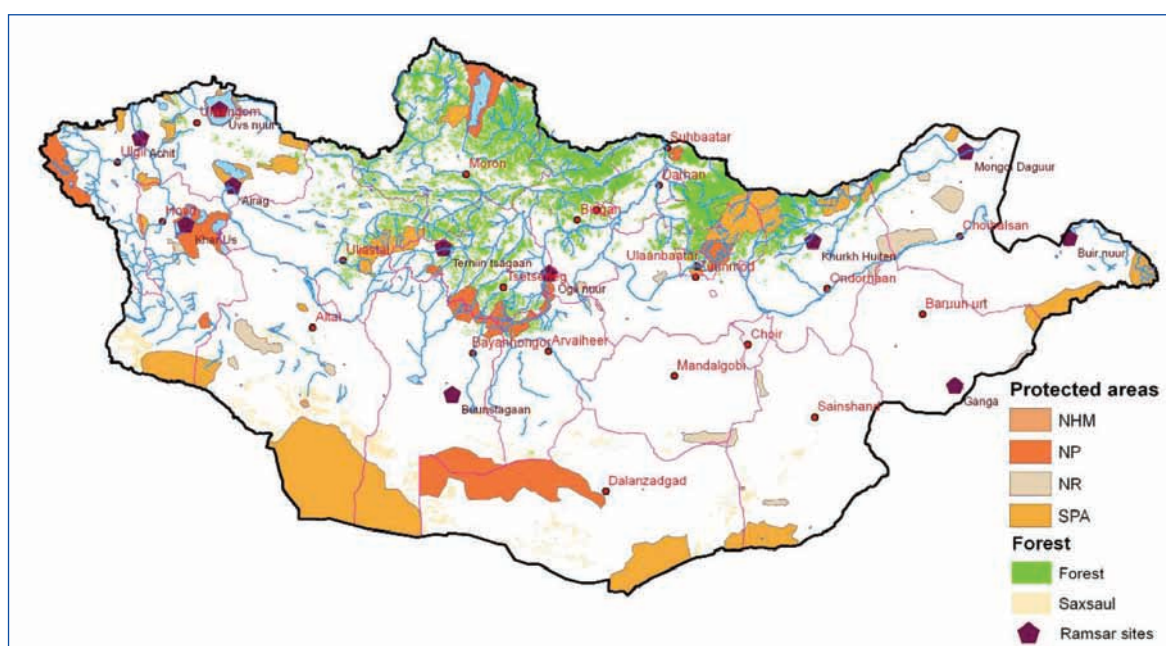 Suhbaatar
Uvs nuur
Ulgii
Achit
Mongol Daguur
Moron
Darhan
Airag
Hovd
Bulgan
Khar Us
Choibalsan
Uliastai
Terhiin tsagaan
Ulaanbaatar
Zuunmod
Khurkh Huiten
Buir nuur
Tsetserleg
Ogii nuur
Ondorhaan
Baruun urt
Altai
Bayanhongor
Arvaiheer
Choir
Mandalgobi
Buunstagaan
Ganga
Sainshand
Dalanzadgad
Protected areas
NHM
NP
NR
SPA
Forest
Forest
Saxsaul
Ramsar sites